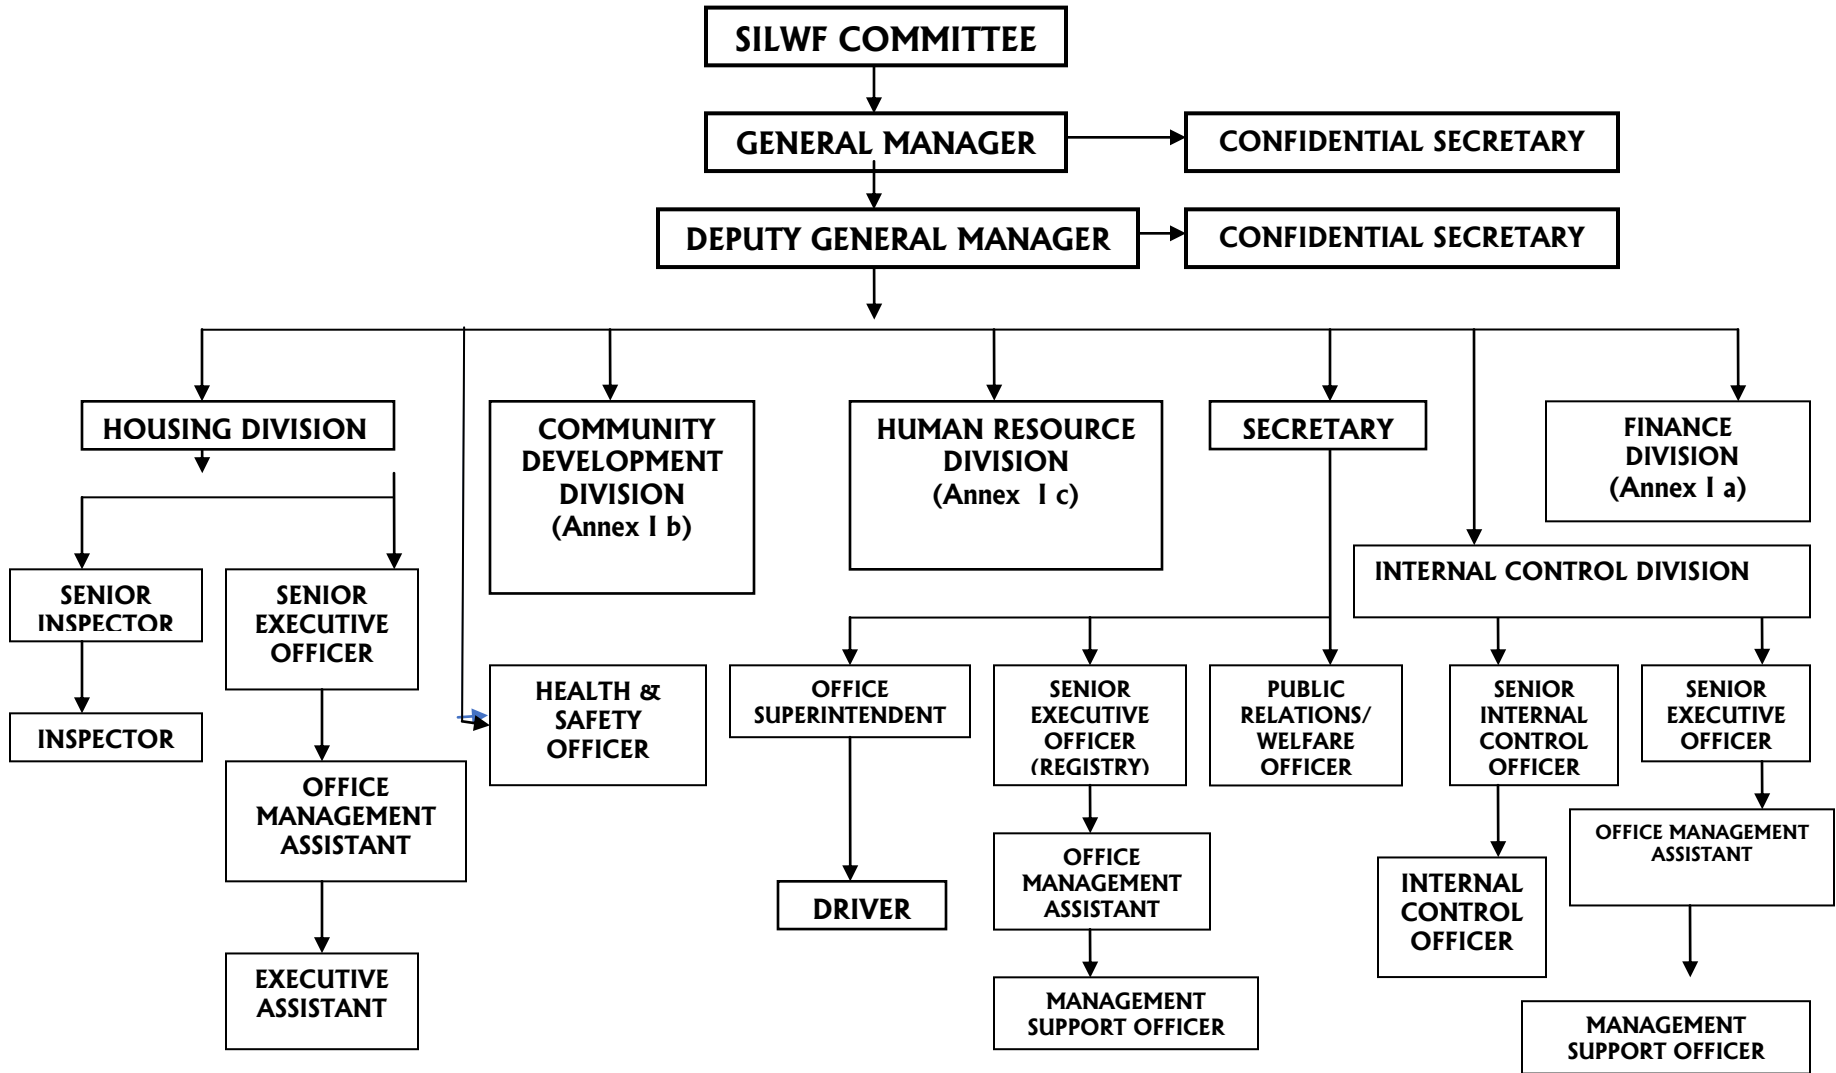 SILWF COMMITTEE
GENERAL MANAGER
CONFIDENTIAL SECRETARY
DEPUTY GENERAL MANAGER
CONFIDENTIAL SECRETARY
HOUSING DIVISION
COMMUNITY
DEVELOPMENT
DIVISION
(Annex I b)
HUMAN RESOURCE
DIVISION
(Annex I c)
SECRETARY
FINANCE
DIVISION
(Annex I a)
INTERNAL CONTROL DIVISION
SENIOR
INSPECTOR
SENIOR
EXECUTIVE
OFFICER
INSPECTOR
HEALTH &
SAFETY
OFFICER
OFFICE
SUPERINTENDENT
SENIOR
EXECUTIVE
OFFICER
(REGISTRY)
PUBLIC
RELATIONS/
WELFARE
OFFICER
SENIOR
INTERNAL
CONTROL
OFFICER
SENIOR
EXECUTIVE
OFFICER
OFFICE
MANAGEMENT
ASSISTANT
DRIVER
OFFICE
MANAGEMENT
ASSISTANT
INTERNAL
CONTROL
OFFICER
OFFICE MANAGEMENT
ASSISTANT
EXECUTIVE
ASSISTANT
MANAGEMENT
SUPPORT OFFICER
MANAGEMENT
SUPPORT OFFICER